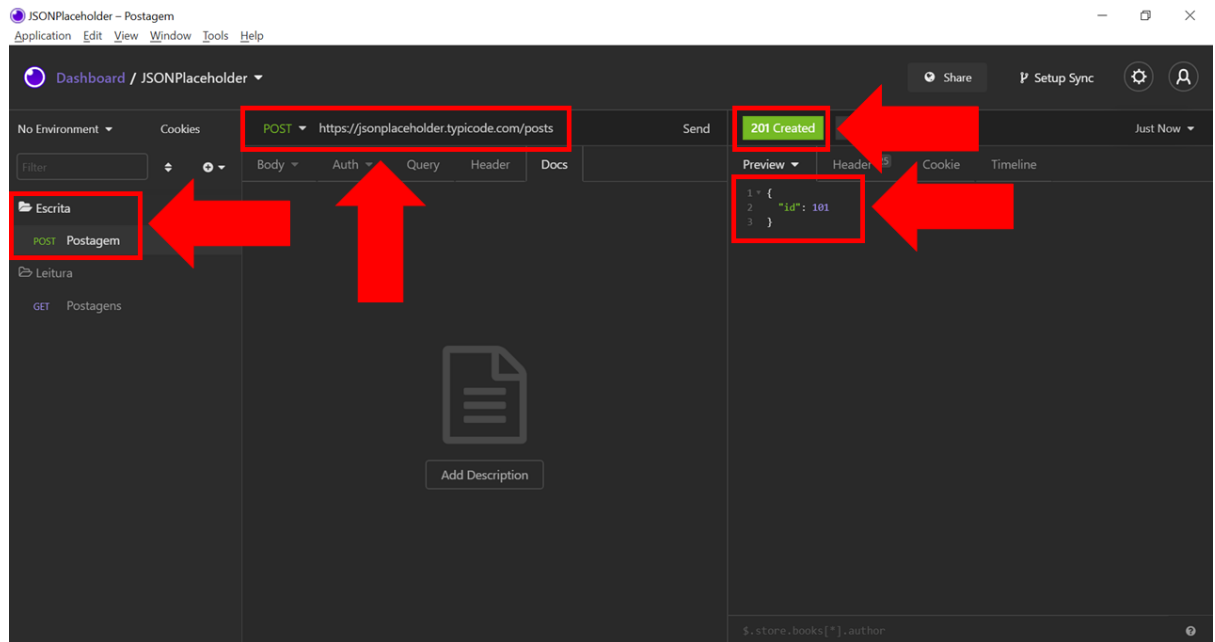 JSONPlaceholder – Postagem
Application Edit View Window Tools Help
Dashboard / JSONPlaceholder
Share
Setup Sync
No Environment
Cookies
POST https://jsonplaceholder.typicode.com/posts
Send
201 Created
Just Now
Filter
Body
Auth
Query
Header
Docs
Preview
Header
Cookie
Timeline
Escrita
POST Postagem
Leitura
GET Postagens
1 {
2 "id": 101
3 }
Add Description
$.store.books[*].author